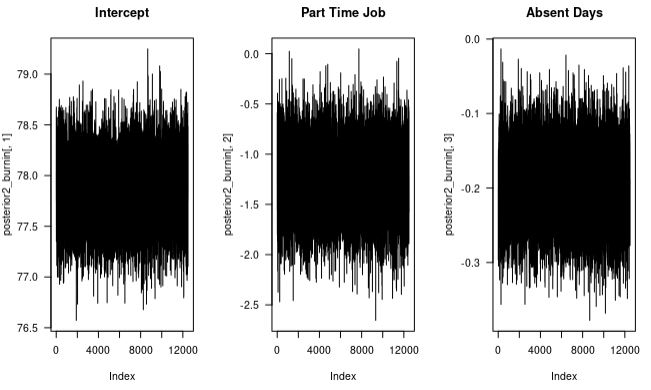 Intercept
posterior2_burnin[, 1]
79.0
78.5
78.0
77.5
77.0
76.5
0 4000 8000 12000
Index
Part Time Job
posterior2_burnin[, 2]
0.0
-0.5
-1.0
-1.5
-2.0
-2.5
0 4000 8000 12000
Index
Absent Days
posterior2_burnin[, 3]
0.0
-0.1
-0.2
-0.3
0 4000 8000 12000
Index